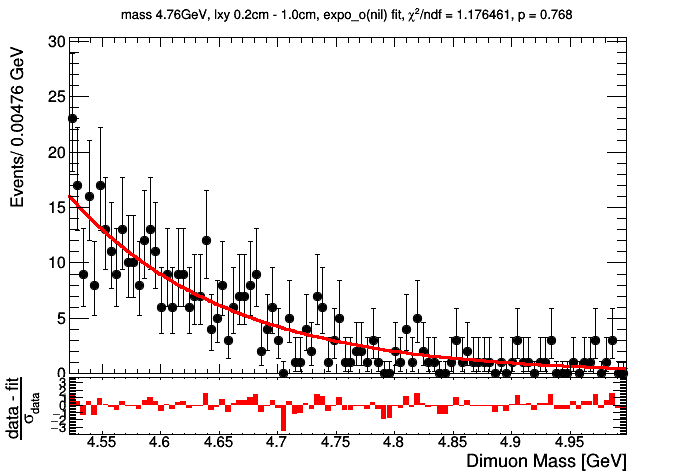 mass 4.76GeV, lxy 0.2cm - 1.0cm, expo_o(nil) fit, χ²/ndf = 1.176461, p = 0.768
Events/ 0.00476 GeV
30
25
20
15
10
5
0
data - fit
σdata
3
2
1
0
−2
−3
4.55 4.6 4.65 4.7 4.75 4.8 4.85 4.9 4.95
Dimuon Mass [GeV]